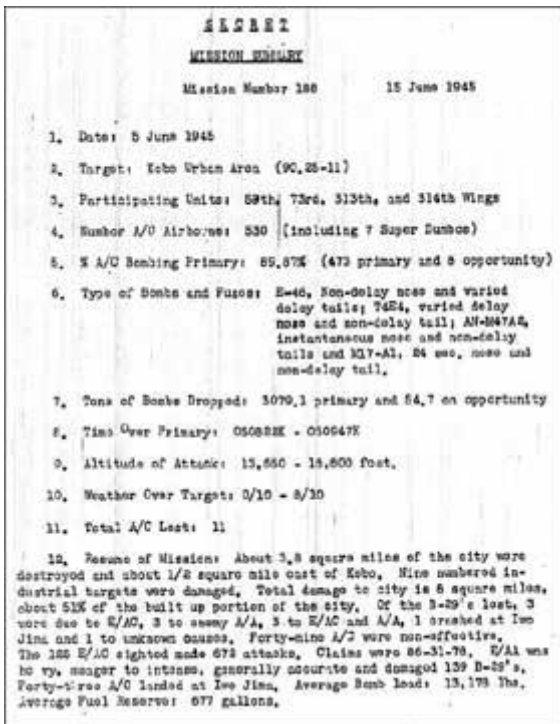 SECRET
MISSION SUMMARY
Mission Number 188 15 June 1945
1. Date: 5 June 1945
2. Target: Kobe Urban Area (90.25-11)
3. Participating Units: 58th, 73rd, 313th, and 314th Wings
4. Number A/C Airborne: 530 (including 7 Super Dumbos)
5. % A/C Bombing Primary: 89.87% (473 primary and 8 opportunity)
6. Type of Bombs and Fuzes: E-46, Non-delay nose and varied
delay tails; T4E4, varied delay
nose and non-delay tail; AN-M47A2,
instantaneous nose and non-delay
tails and M17-A1, 24 sec. nose and
non-delay tail.
7. Tons of Bombs Dropped: 3079.1 primary and 54.7 on opportunity
8. Time Over Primary: 050822K - 050947K
9. Altitude of Attack: 13,650 - 18,800 feet.
10. Weather Over Target: 0/10 - 8/10
11. Total A/C Lost: 11
12. Resume of Mission: About 3.8 square miles of the city were
destroyed and about 1/2 square mile east of Kobe. Nine numbered in-
dustrial targets were damaged. Total damage to city is 8 square miles,
about 51% of the built up portion of the city. Of the B-29's lost, 3
were due to E/AC, 3 to enemy A/A, 3 to E/AC and A/A, 1 crashed at Iwo
Jima and 1 to unknown causes. Forty-nine A/C were non-effective.
The E/AC sighted made 672 attacks. Claims were 86-31-78. E/AA was
meager to intense, generally accurate and damaged 139 B-29's.
Forty-three A/C landed at Iwo Jima. Average Bomb load: 13,173 lbs.
Average Fuel Reserve: 677 gallons.